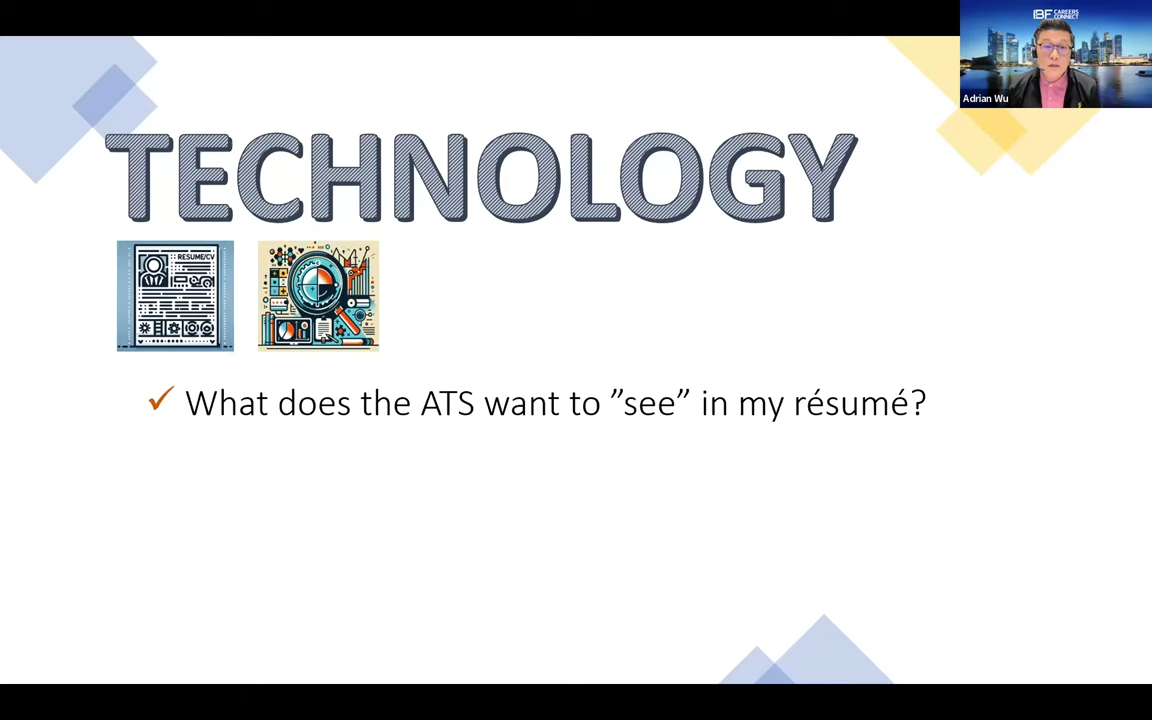 IBF CAREERS
CONNECT
Adrian Wu
TECHNOLOGY
RESUME/CV
What does the ATS want to ”see” in my résumé?